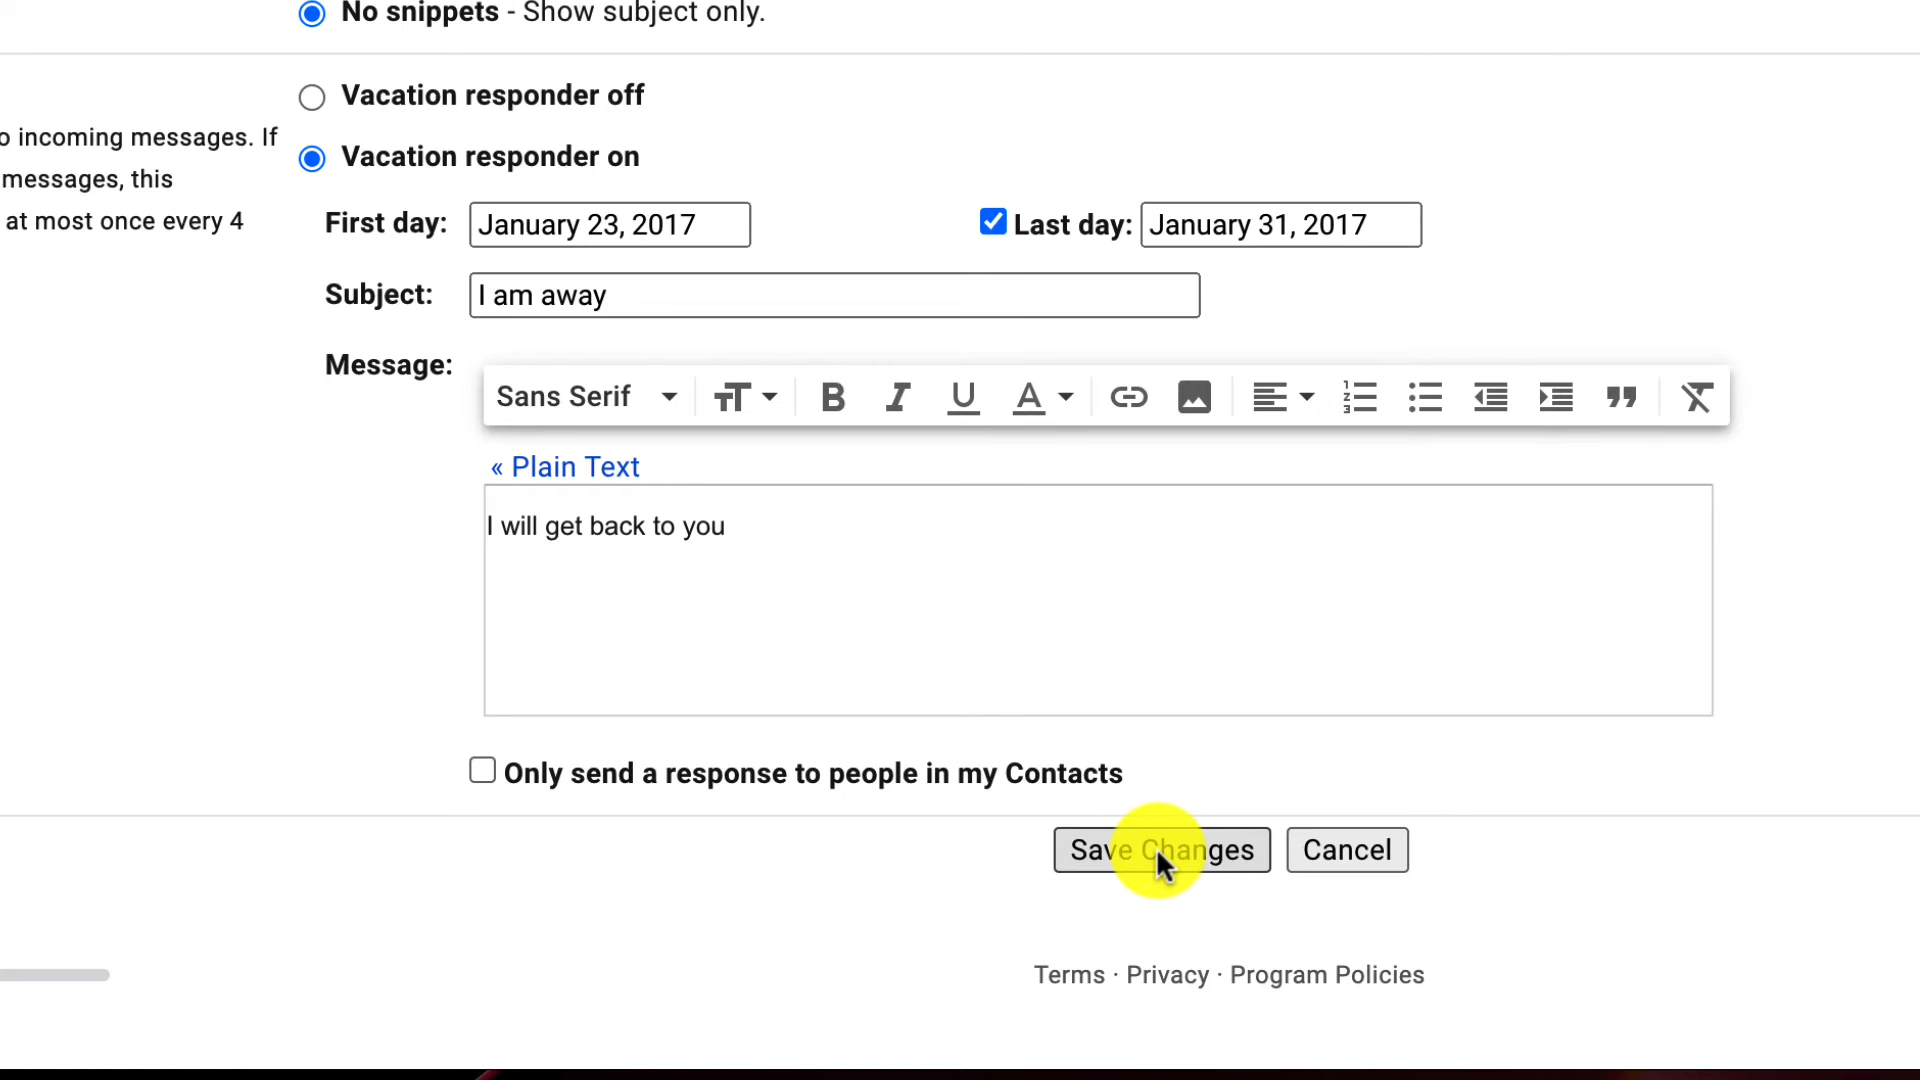 No snippets - Show subject only.
Vacation responder off
o incoming messages. If
Vacation responder on
messages, this
at most once every 4
First day: January 23, 2017 Last day: January 31, 2017
Subject: I am away
Message:
Sans Serif
« Plain Text
I will get back to you
Only send a response to people in my Contacts
Save Changes Cancel
Terms · Privacy · Program Policies